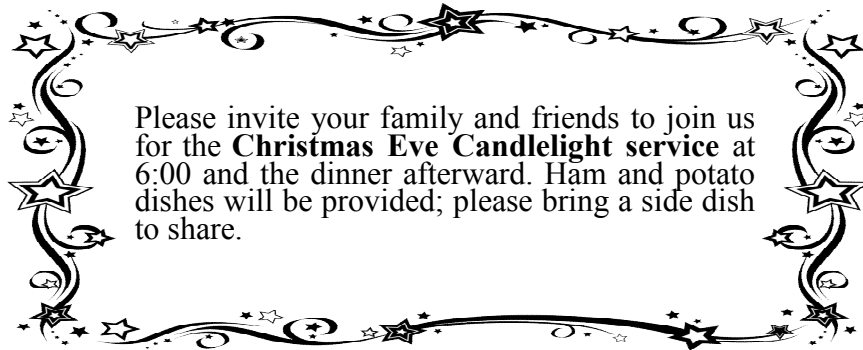 Please invite your family and friends to join us
for the Christmas Eve Candlelight service at
6:00 and the dinner afterward. Ham and potato
dishes will be provided; please bring a side dish
to share.